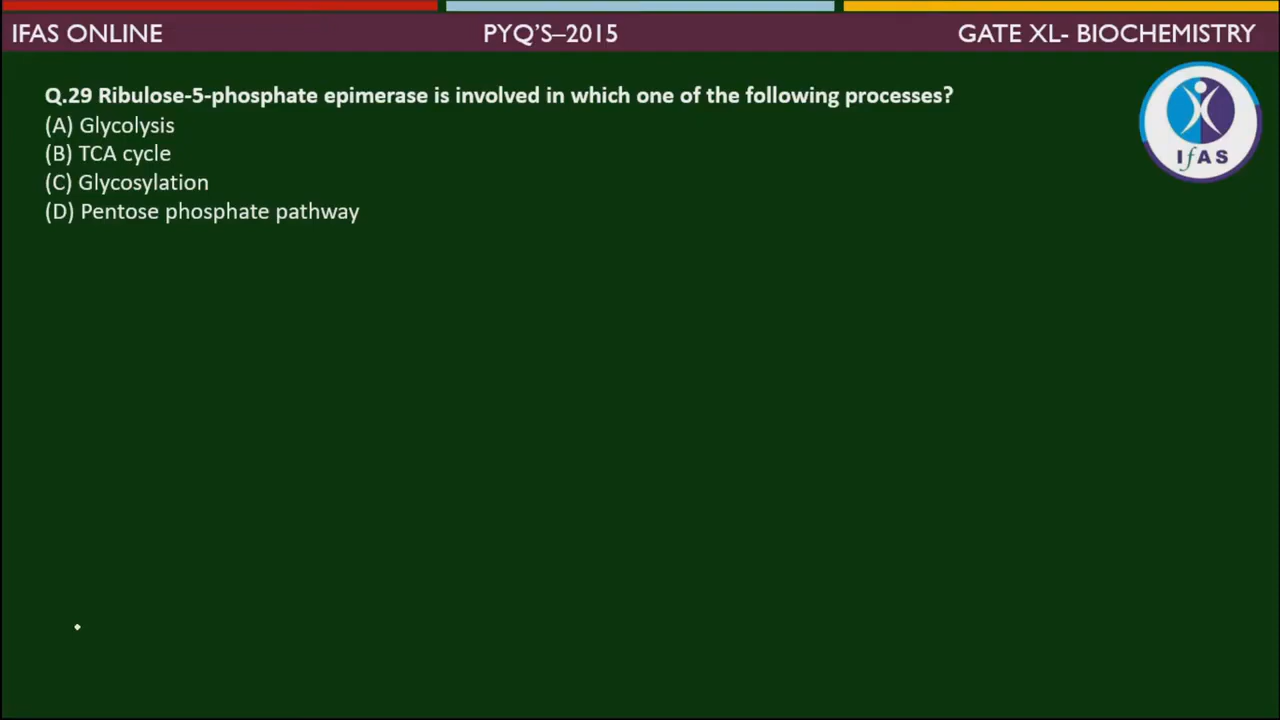 IFAS ONLINE
PYQ'S–2015
GATE XL- BIOCHEMISTRY
Q.29 Ribulose-5-phosphate epimerase is involved in which one of the following processes?
(A) Glycolysis
(B) TCA cycle
(C) Glycosylation
(D) Pentose phosphate pathway
IfAS